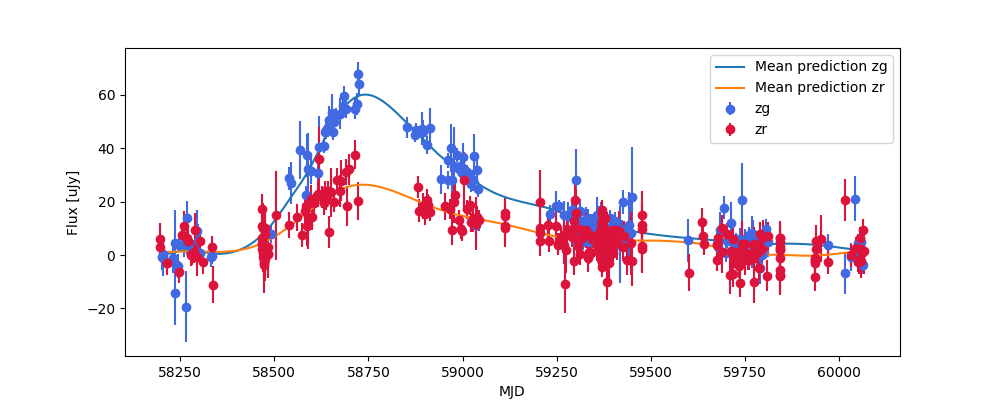 Flux [uJy]
60
40
20
0
−20
58250 58500 58750 59000 59250 59500 59750 60000
MJD
Mean prediction zg
Mean prediction zr
zg
zr